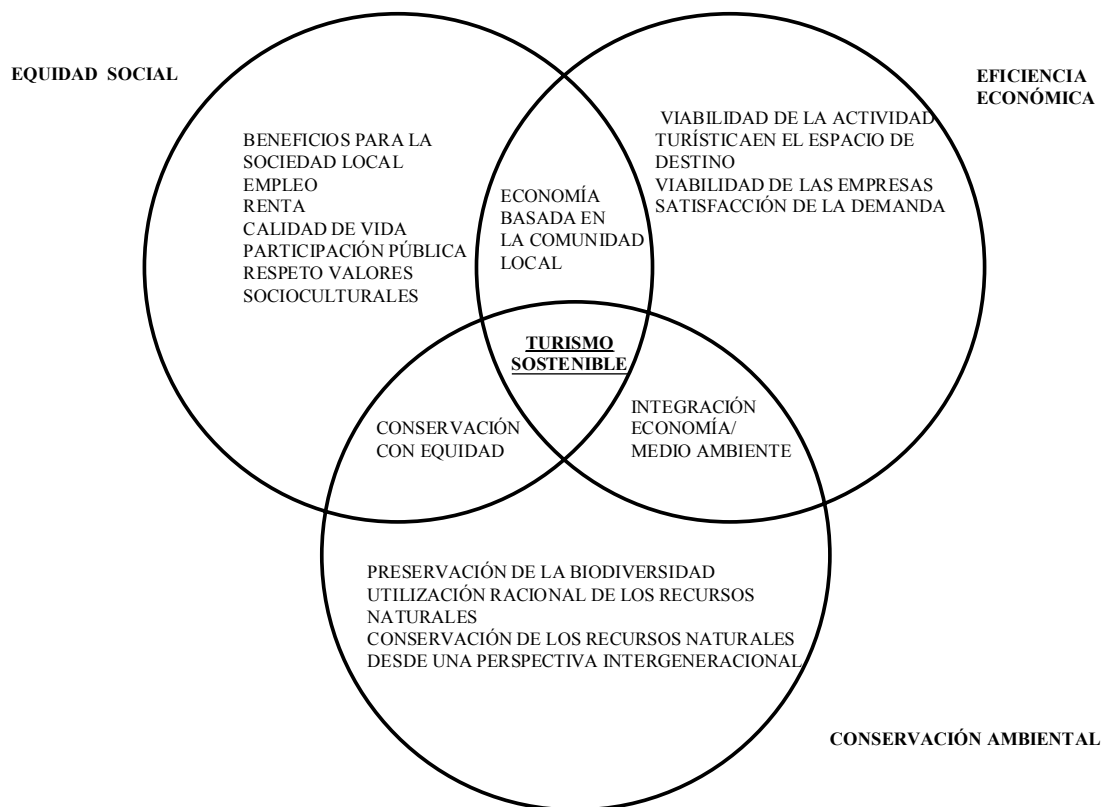 EQUIDAD SOCIAL
EFICIENCIA
ECONÓMICA
BENEFICIOS PARA LA
SOCIEDAD LOCAL
EMPLEO
RENTA
CALIDAD DE VIDA
PARTICIPACIÓN PÚBLICA
RESPETO VALORES
SOCIOCULTURALES
ECONOMÍA
BASADA EN
LA COMUNIDAD
LOCAL
VIABILIDAD DE LA ACTIVIDAD
TURÍSTICAEN EL ESPACIO DE
DESTINO
VIABILIDAD DE LAS EMPRESAS
SATISFACCIÓN DE LA DEMANDA
TURISMO
SOSTENIBLE
CONSERVACIÓN
CON EQUIDAD
INTEGRACIÓN
ECONOMÍA/
MEDIO AMBIENTE
PRESERVACIÓN DE LA BIODIVERSIDAD
UTILIZACIÓN RACIONAL DE LOS RECURSOS
NATURALES
CONSERVACIÓN DE LOS RECURSOS NATURALES
DESDE UNA PERSPECTIVA INTERGENERACIONAL
CONSERVACIÓN AMBIENTAL